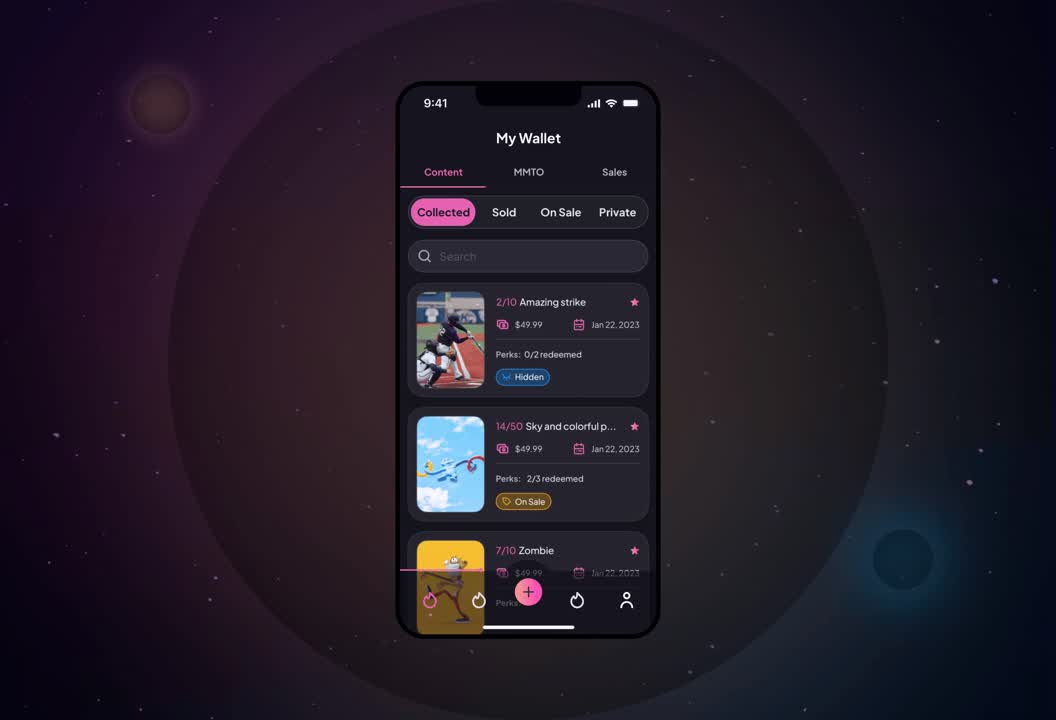 9:41
My Wallet
Content MMTO Sales
Collected Sold On Sale Private
Search
2/10 Amazing strike
$49.99 Jan 22, 2023
Perks: 0/2 redeemed
Hidden
14/50 Sky and colorful p...
$49.99 Jan 22, 2023
Perks: 2/3 redeemed
On Sale
7/10 Zombie
$49.99 Jan 22, 2023
Perks: